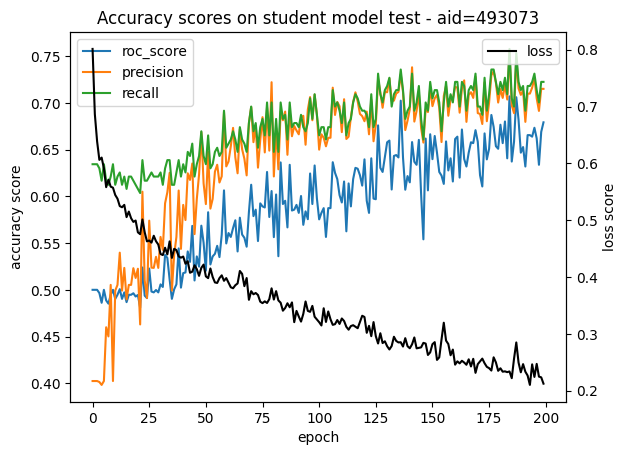 Accuracy scores on student model test - aid=493073
roc_score
precision
recall
loss
accuracy score
0.75
0.70
0.65
0.60
0.55
0.50
0.45
0.40
0.8
0.7
0.6
0.5
0.4
0.3
0.2
loss score
0 25 50 75 100 125 150 175 200
epoch